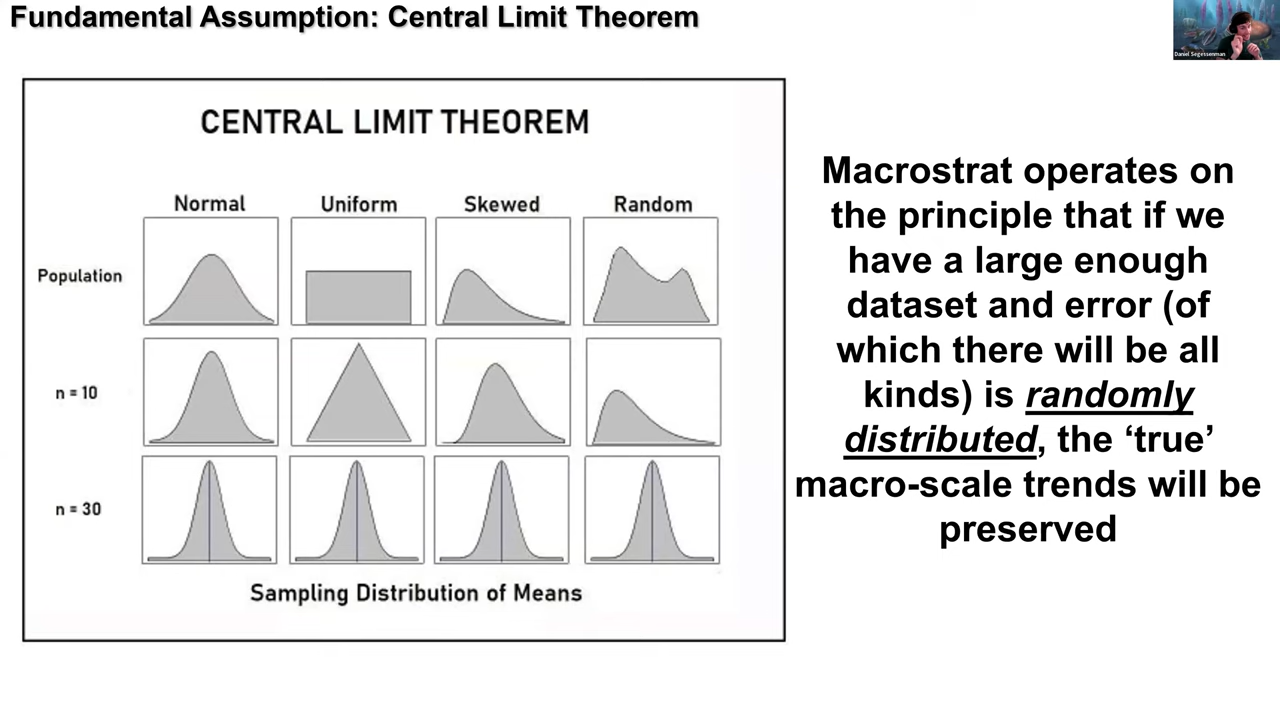 Fundamental Assumption: Central Limit Theorem
Daniel Segessenman
CENTRAL LIMIT THEOREM
Normal Uniform Skewed Random
Population
n = 10
n = 30
Sampling Distribution of Means
Macrostrat operates on
the principle that if we
have a large enough
dataset and error (of
which there will be all
kinds) is randomly
distributed, the ‘true’
macro-scale trends will be
preserved